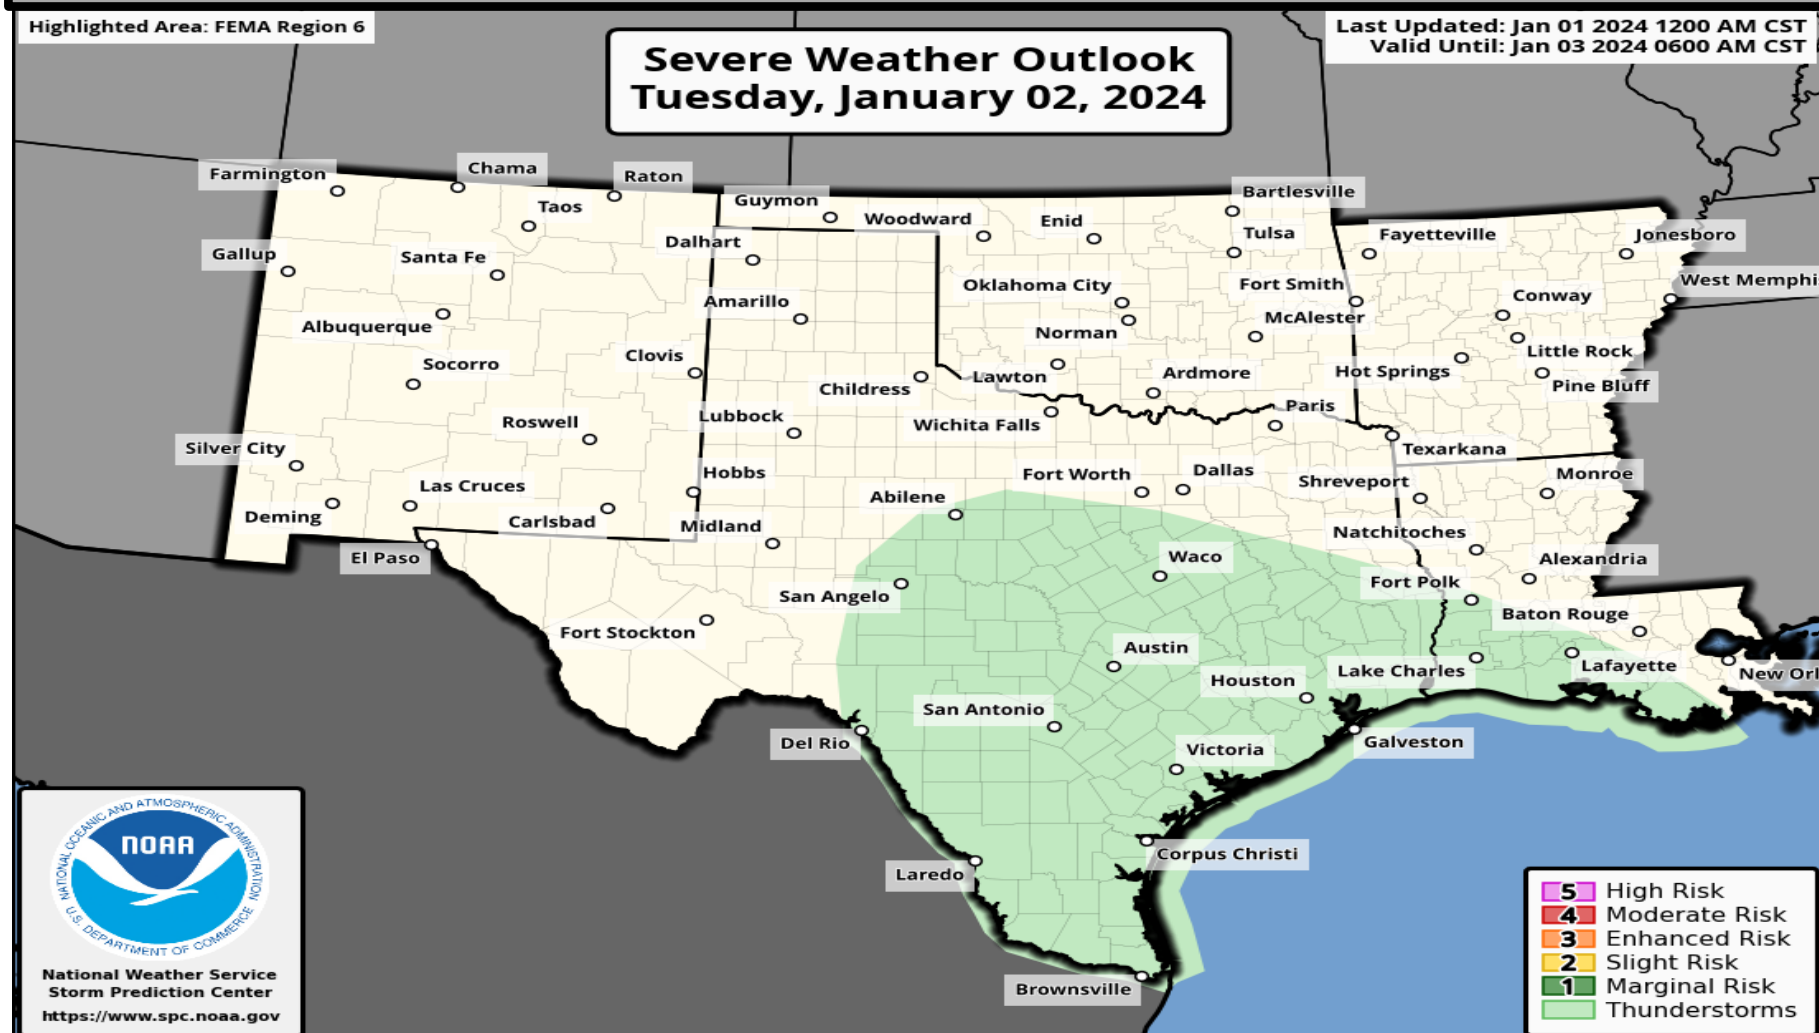 Highlighted Area: FEMA Region 6
Severe Weather Outlook
Tuesday, January 02, 2024
Last Updated: Jan 01 2024 1200 AM CST
Valid Until: Jan 03 2024 0600 AM CST
Farmington
Chama
Raton
Taos
Guymon
Woodward
Enid
Bartlesville
Gallup
Santa Fe
Dalhart
Tulsa
Fayetteville
Jonesboro
Albuquerque
Amarillo
Oklahoma City
Fort Smith
Conway
West Memphi
Norman
McAlester
Socorro
Clovis
Childress
Lawton
Ardmore
Hot Springs
Little Rock
Pine Bluff
Roswell
Lubbock
Wichita Falls
Paris
Silver City
Las Cruces
Hobbs
Fort Worth
Dallas
Texarkana
Shreveport
Monroe
Deming
Carlsbad
Midland
Abilene
Natchitoches
El Paso
San Angelo
Waco
Fort Polk
Alexandria
Fort Stockton
Austin
Baton Rouge
Houston
Lake Charles
Lafayette
New Orl
San Antonio
Del Rio
Victoria
Galveston
Laredo
Corpus Christi
Brownsville
NATIONAL OCEANIC AND ATMOSPHERIC ADMINISTRATION
NOAA
U.S. DEPARTMENT OF COMMERCE
National Weather Service
Storm Prediction Center
https://www.spc.noaa.gov
5 High Risk
4 Moderate Risk
3 Enhanced Risk
2 Slight Risk
1 Marginal Risk
Thunderstorms